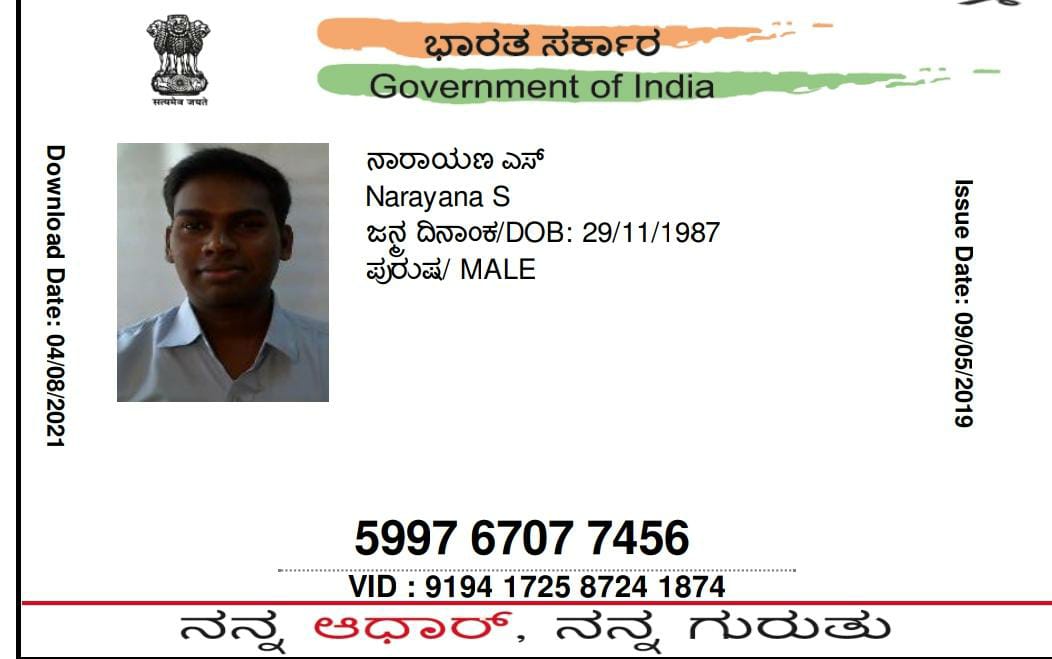 ಭಾರತ ಸರ್ಕಾರ
Government of India
सत्यमेव जयते
Download Date: 04/08/2021
ನಾರಾಯಣ ಎಸ್
Narayana S
ಜನ್ಮ ದಿನಾಂಕ/DOB: 29/11/1987
ಪುರುಷ/ MALE
Issue Date: 09/05/2019
5997 6707 7456
VID : 9194 1725 8724 1874
ನನ್ನ ಆಧಾರ್, ನನ್ನ ಗುರುತು